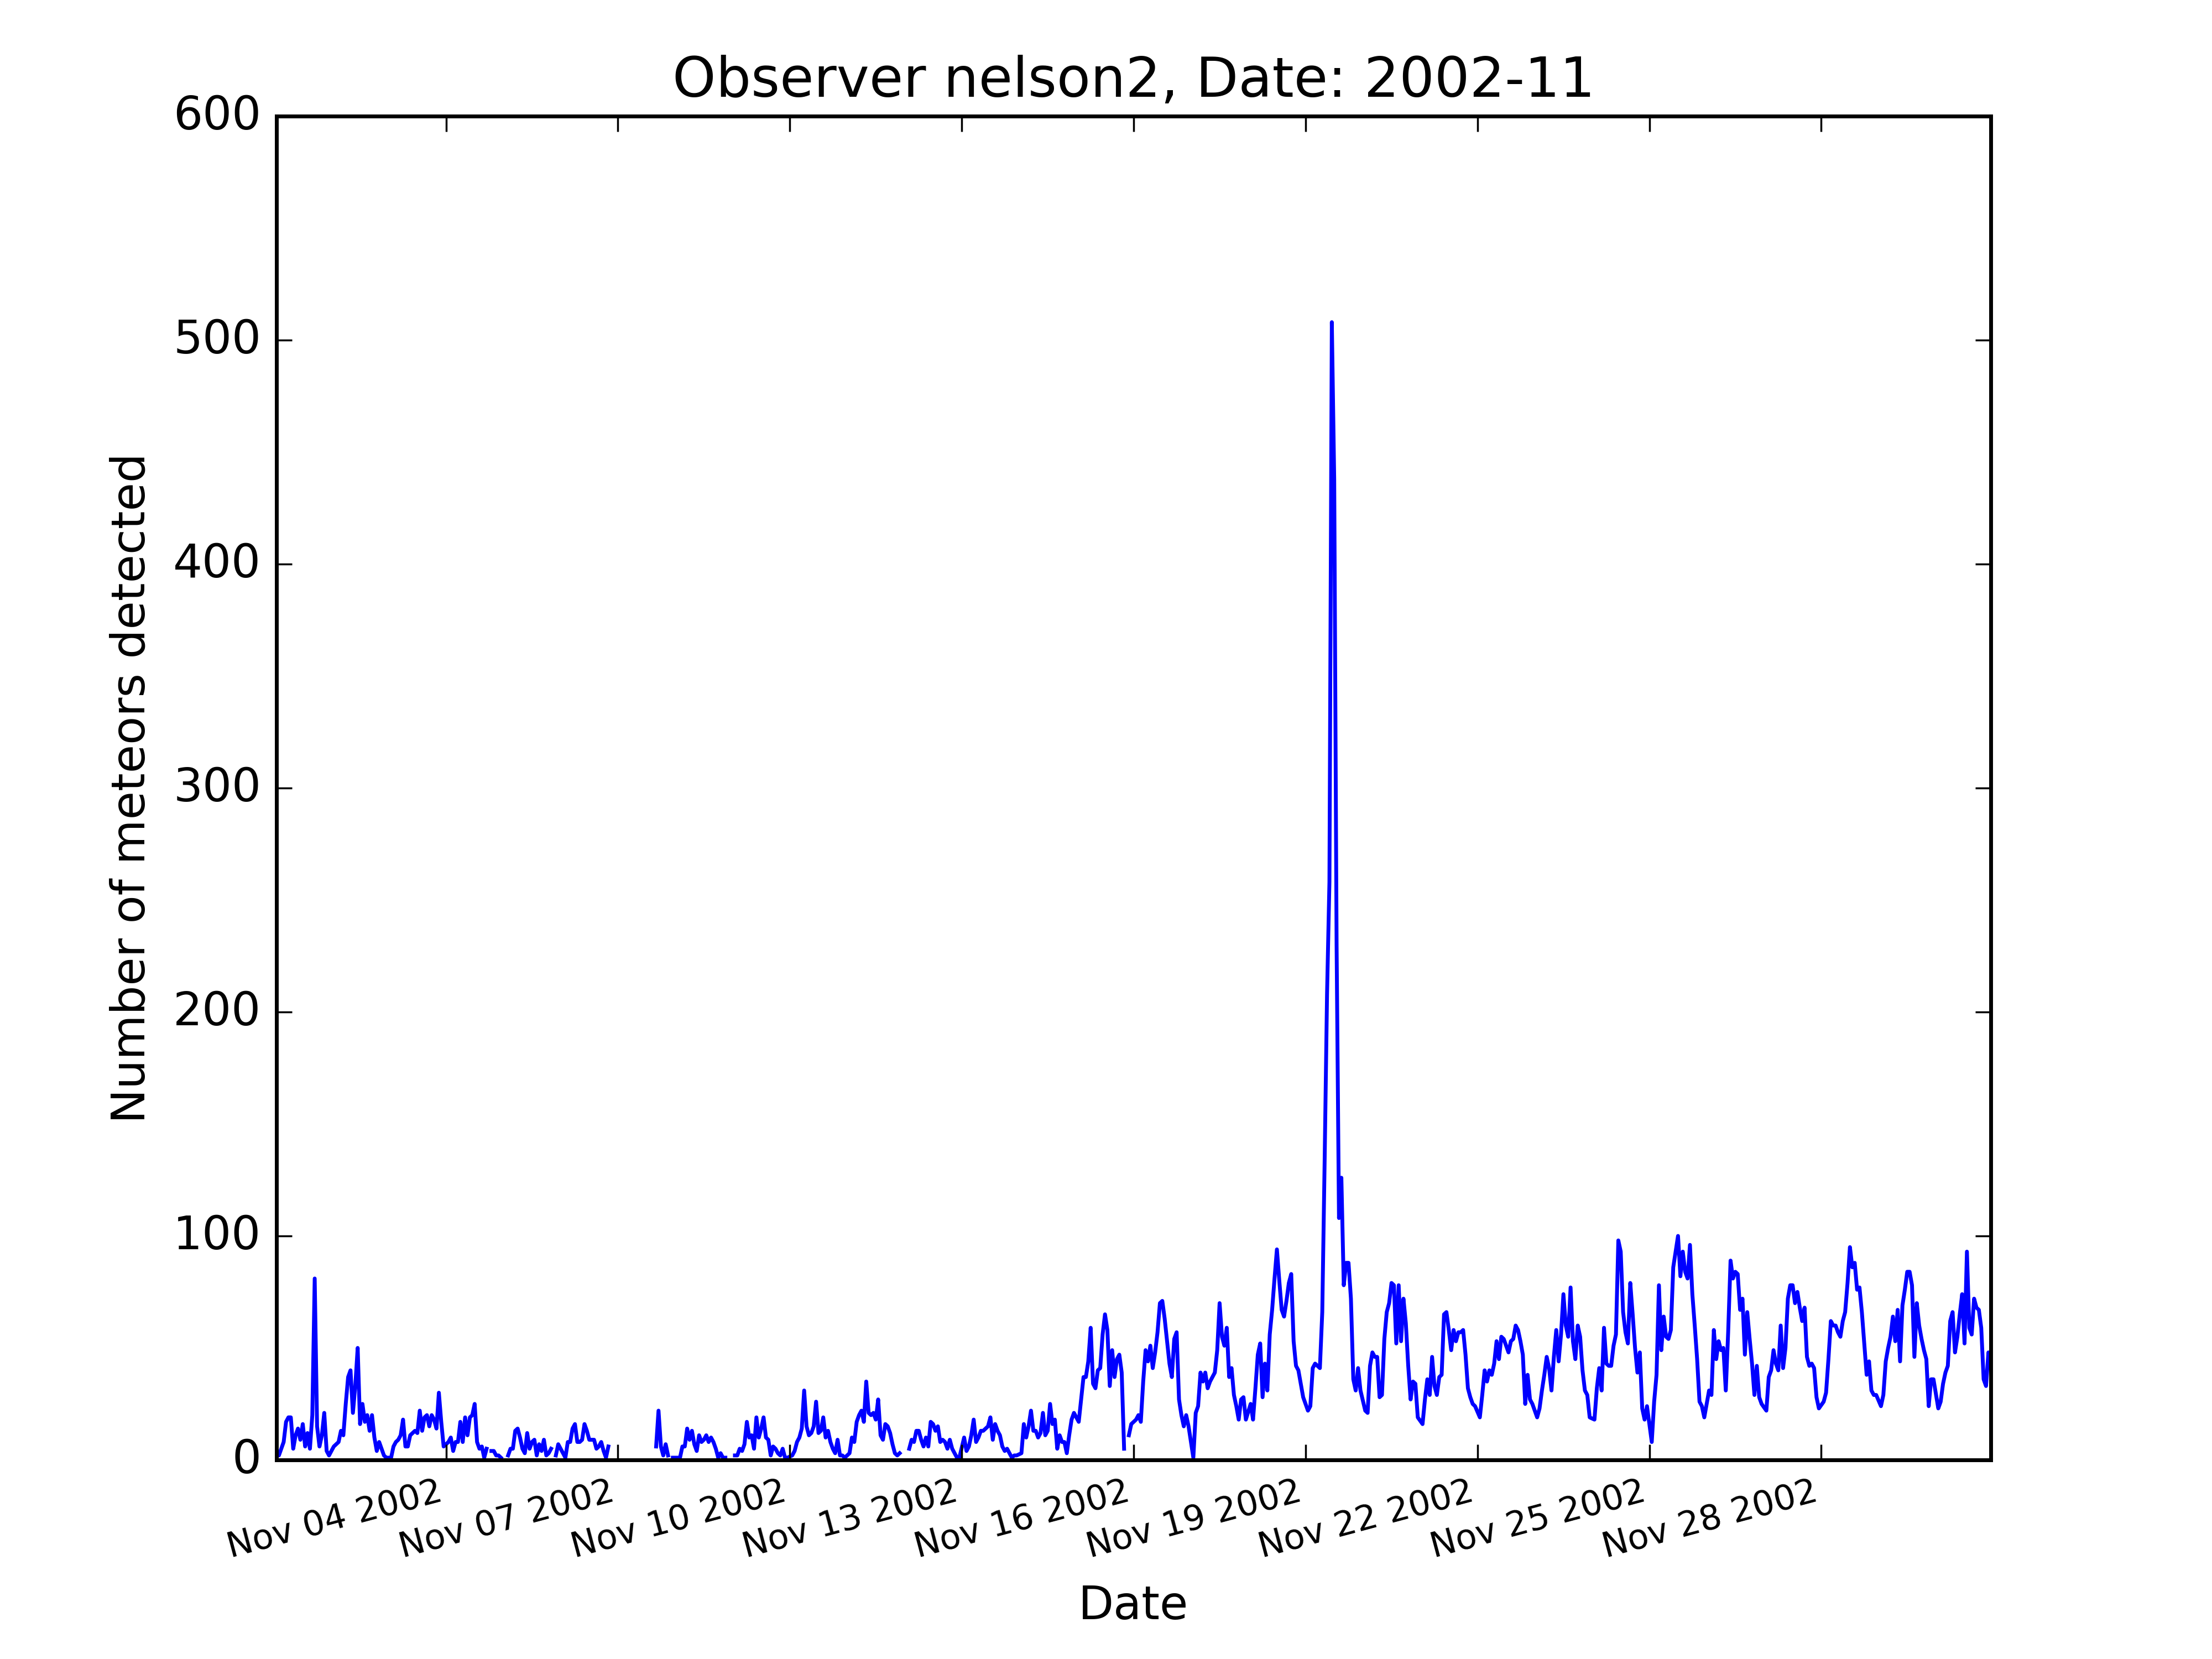 Observer nelson2, Date: 2002-11
600
500
400
300
200
100
0
Number of meteors detected
Nov 04 2002
Nov 07 2002
Nov 10 2002
Nov 13 2002
Nov 16 2002
Nov 19 2002
Nov 22 2002
Nov 25 2002
Nov 28 2002
Date